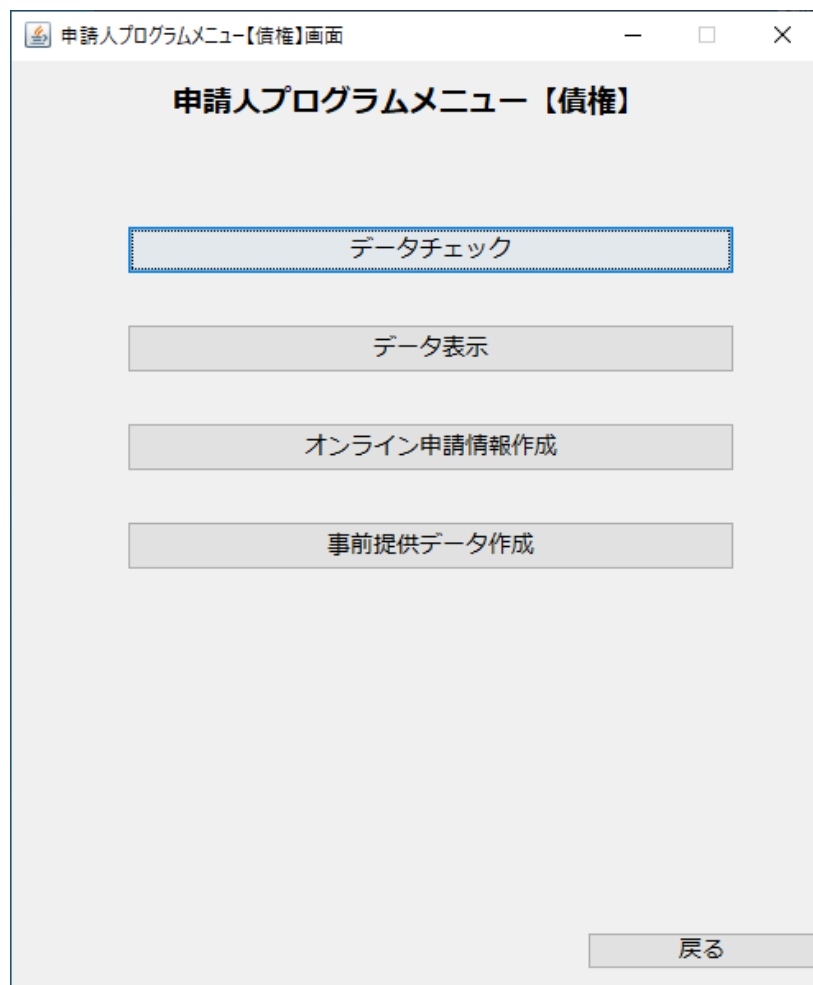 申請人プログラムメニュー【債権】画面
申請人プログラムメニュー【債権】
データチェック
データ表示
オンライン申請情報作成
事前提供データ作成
戻る